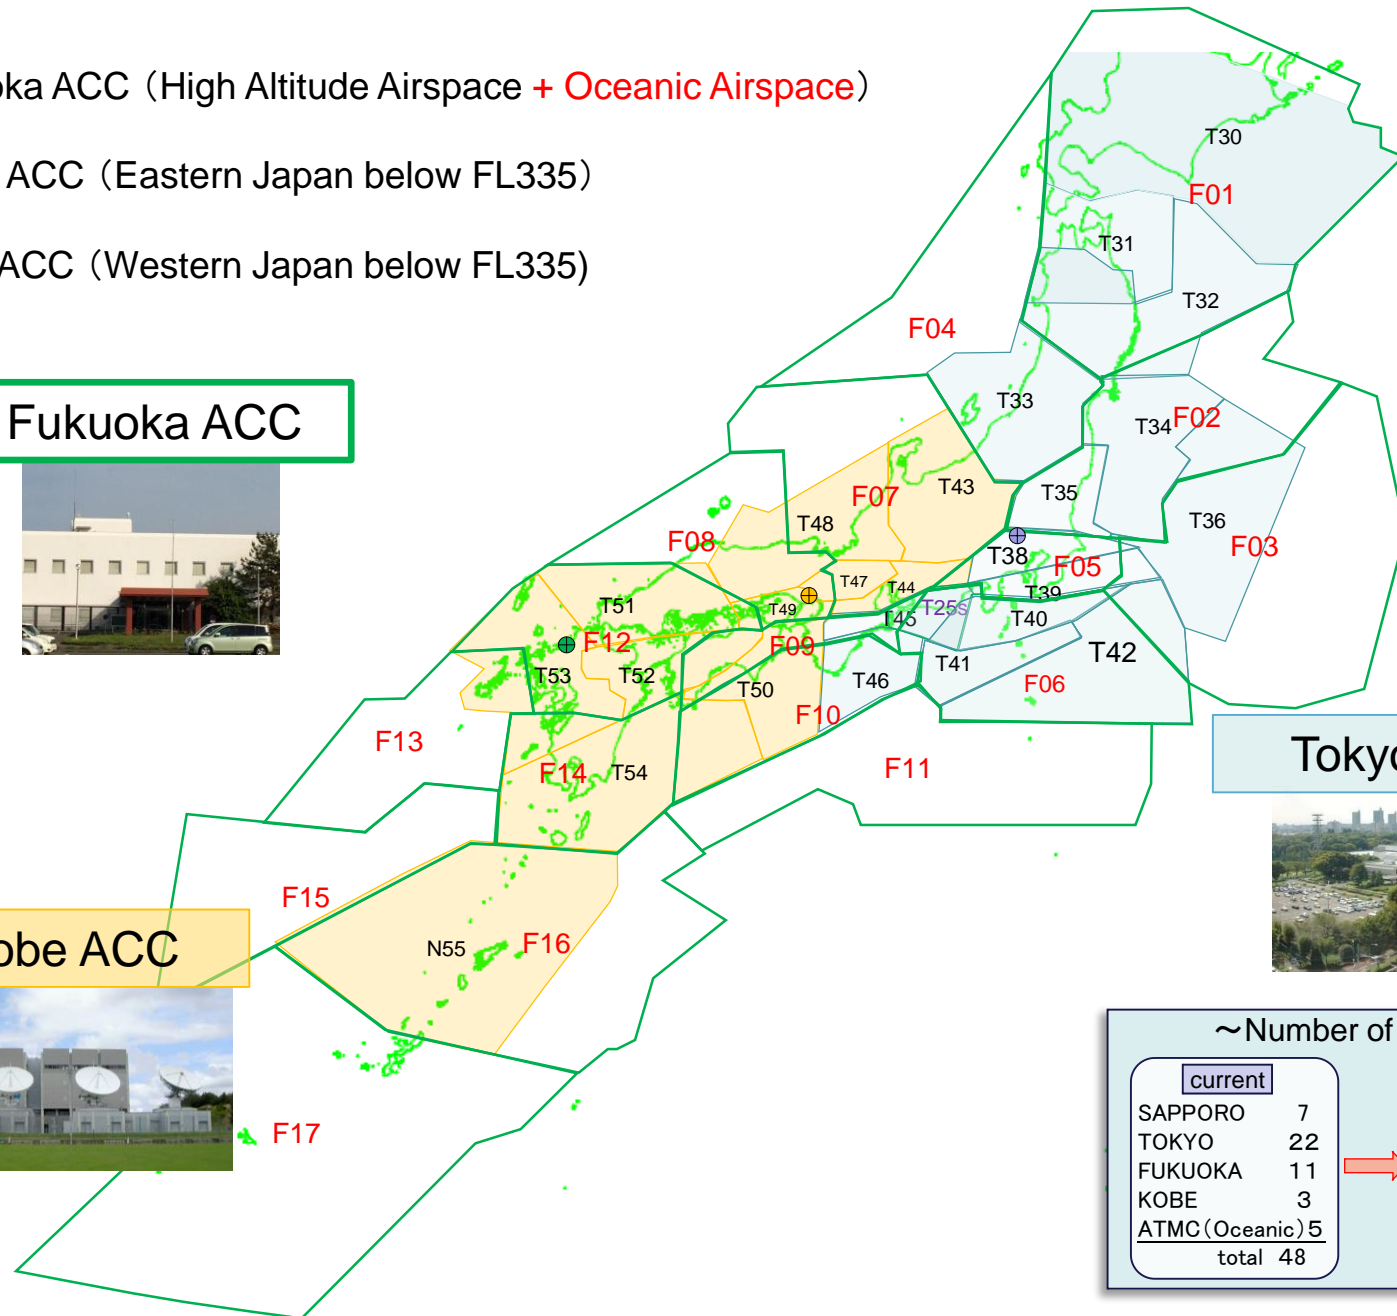 oka ACC（High Altitude Airspace + Oceanic Airspace）
ACC（Eastern Japan below FL335）
ACC（Western Japan below FL335)
Fukuoka ACC
T30
F01
T31
T32
F04
T33
T34
F02
T43
T35
F07
T48
T36
F08
F03
T38
F05
T47
T44
T39
T51
T49
T25s
T45
T40
F12
F09
T42
T53
T52
T41
T50
T46
F06
F10
F13
F11
F14
T54
Tokyo
F15
N55
F16
obe ACC
F17
～Number of
current
SAPPORO 7
TOKYO 22
FUKUOKA 11
KOBE 3
ATMC(Oceanic)5
total 48